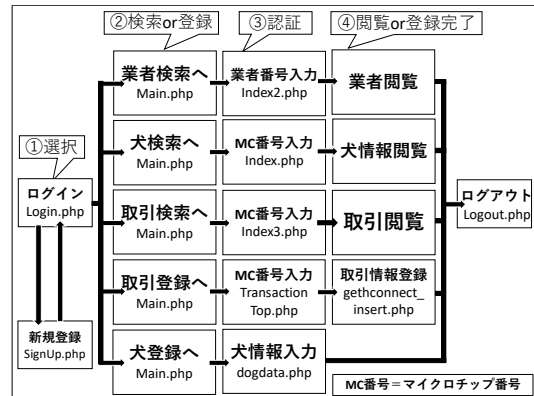 ②検索or登録
③認証
④閲覧or登録完了
業者検索へ
Main.php
業者番号入力
Index2.php
業者閲覧
①選択
犬検索へ
Main.php
MC番号入力
Index.php
犬情報閲覧
ログイン
Login.php
取引検索へ
Main.php
MC番号入力
Index3.php
取引閲覧
ログアウト
Logout.php
取引登録へ
Main.php
MC番号入力
Transaction
Top.php
取引情報登録
gethconnect_
insert.php
新規登録
SignUp.php
犬登録へ
Main.php
犬情報入力
dogdata.php
MC番号＝マイクロチップ番号